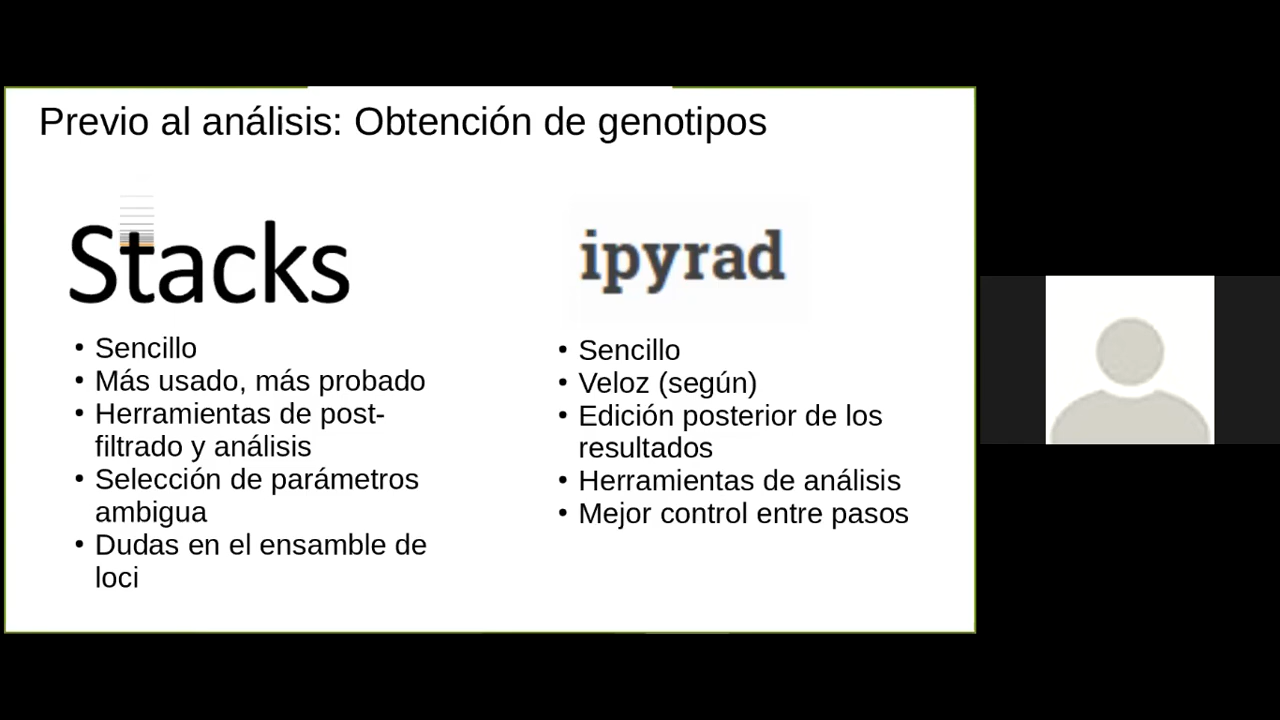 Previo al análisis: Obtención de genotipos
Stacks
• Sencillo
• Más usado, más probado
• Herramientas de post-
filtrado y análisis
• Selección de parámetros
ambigua
• Dudas en el ensamble de
loci
ipyrad
• Sencillo
• Veloz (según)
• Edición posterior de los
resultados
• Herramientas de análisis
• Mejor control entre pasos